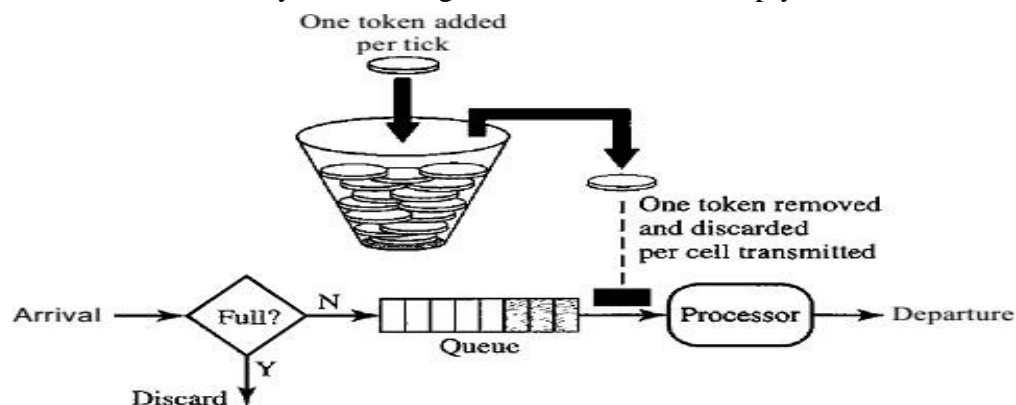 One token added
per tick
One token removed
and discarded
per cell transmitted
Arrival
Full?
N
Queue
Processor
Departure
Y
Discard